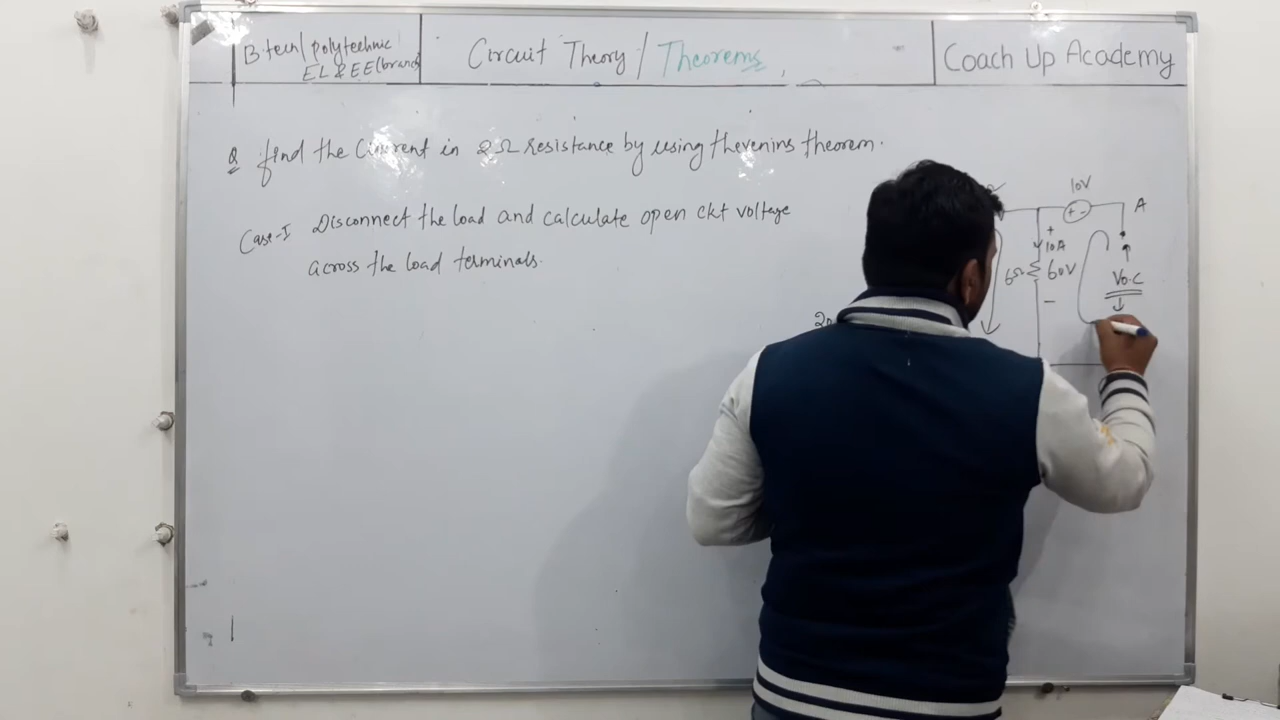 B.tech/polytechnic
EL & EE(branch
Circuit Theory / Theorems
Coach Up Academy
Q find the Current in 2Ω resistance by using thevenins theorem.
Case-I Disconnect the load and calculate open ckt voltage
across the load terminals.
10V
+ -
A
+
10A
6Ω 60V
-
Vo.c